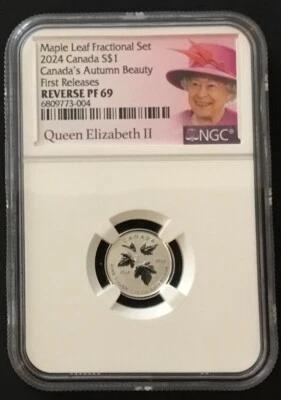 Maple Leaf Fractional Set
2024 Canada S$1
Canada's Autumn Beauty
First Releases
REVERSE PF 69
6809773-004
NGC
Queen Elizabeth II
CANADA